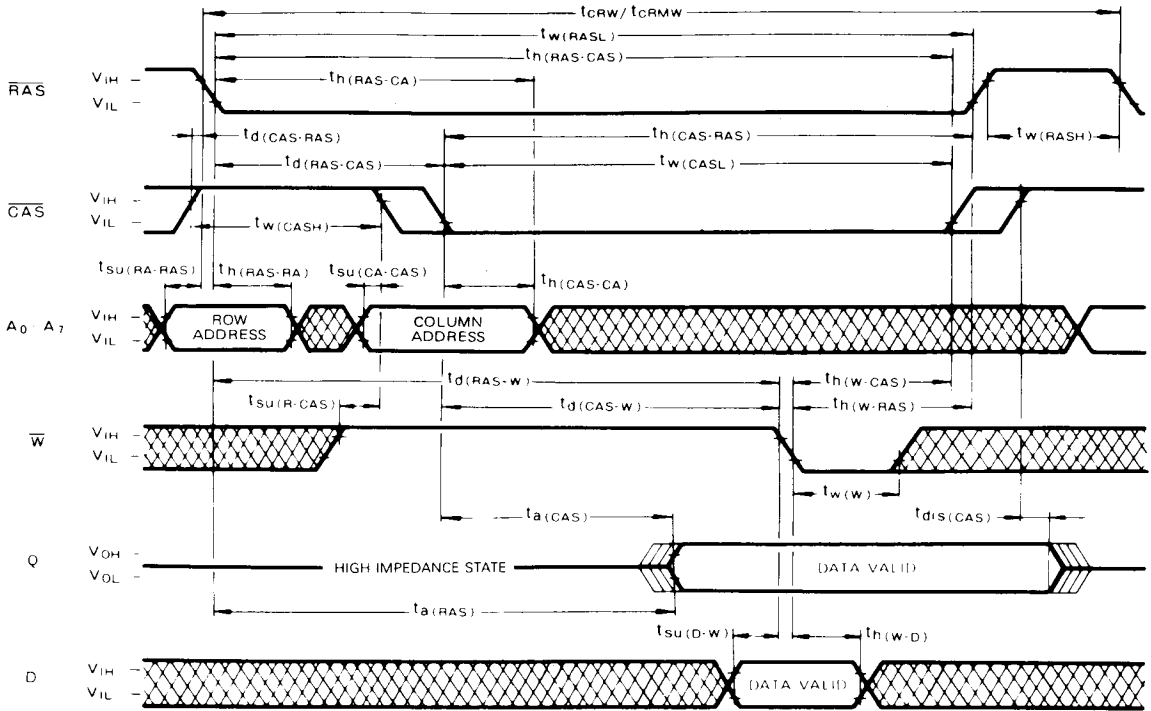 tCRW/tCRMW
tw(RASL)
th(RAS-CAS)
th(RAS-CA)
RAS
VIH
VIL
td(CAS-RAS)
th(CAS-RAS)
tw(RASH)
td(RAS-CAS)
tw(CASL)
CAS
VIH
VIL
tw(CASH)
tsu(RA-RAS)
th(RAS-RA)
tsu(CA-CAS)
th(CAS-CA)
A0 - A7
VIH
VIL
ROW
ADDRESS
COLUMN
ADDRESS
td(RAS-W)
th(W-CAS)
tsu(R-CAS)
td(CAS-W)
th(W-RAS)
W
VIH
VIL
tw(W)
ta(CAS)
tdis(CAS)
Q
VOH
VOL
HIGH IMPEDANCE STATE
DATA VALID
ta(RAS)
tsu(D-W)
th(W-D)
D
VIH
VIL
DATA VALID